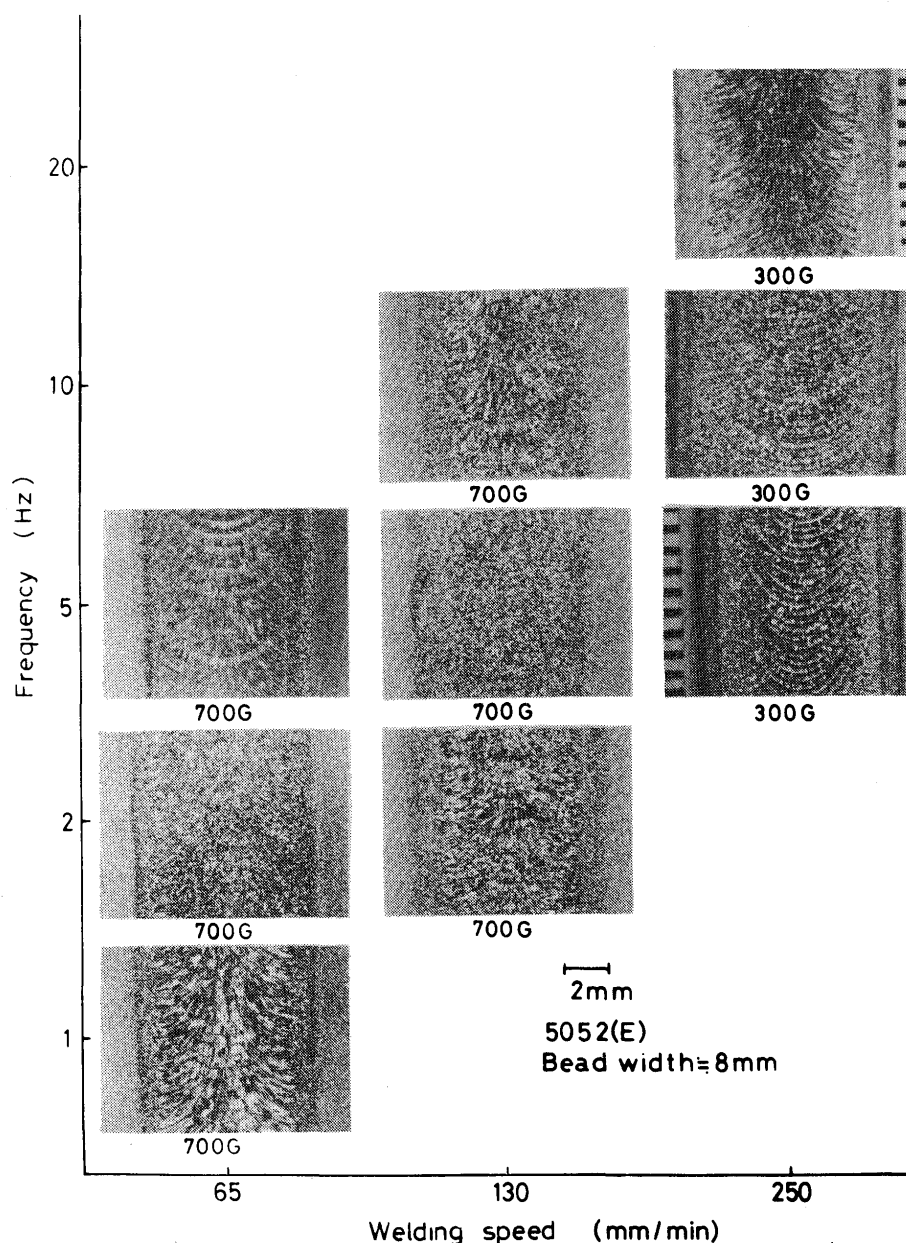 20
300G
10
700G
300G
Frequency (Hz)
5
700G
700G
300G
2
700G
700G
2mm
5052(E)
Bead width≒8mm
1
700G
65
130
250
Welding speed (mm/min)